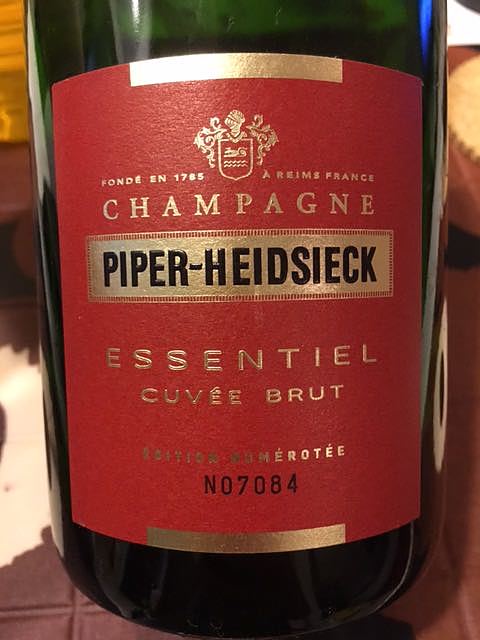 FONDÉ EN 1785 À REIMS FRANCE
CHAMPAGNE
PIPER-HEIDSIECK
ESSENTIEL
CUVÉE BRUT
ÉDITION NUMÉROTÉE
N07084